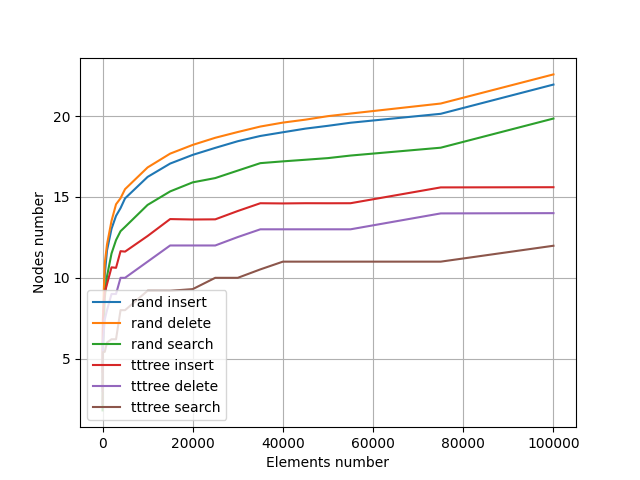 Nodes number
20
15
10
5
rand insert
rand delete
rand search
tttree insert
tttree delete
tttree search
0 20000 40000 60000 80000 100000
Elements number